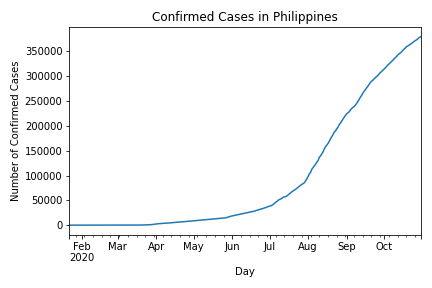 Confirmed Cases in Philippines
Number of Confirmed Cases
350000
300000
250000
200000
150000
100000
50000
0
Feb Mar Apr May Jun Jul Aug Sep Oct
2020
Day